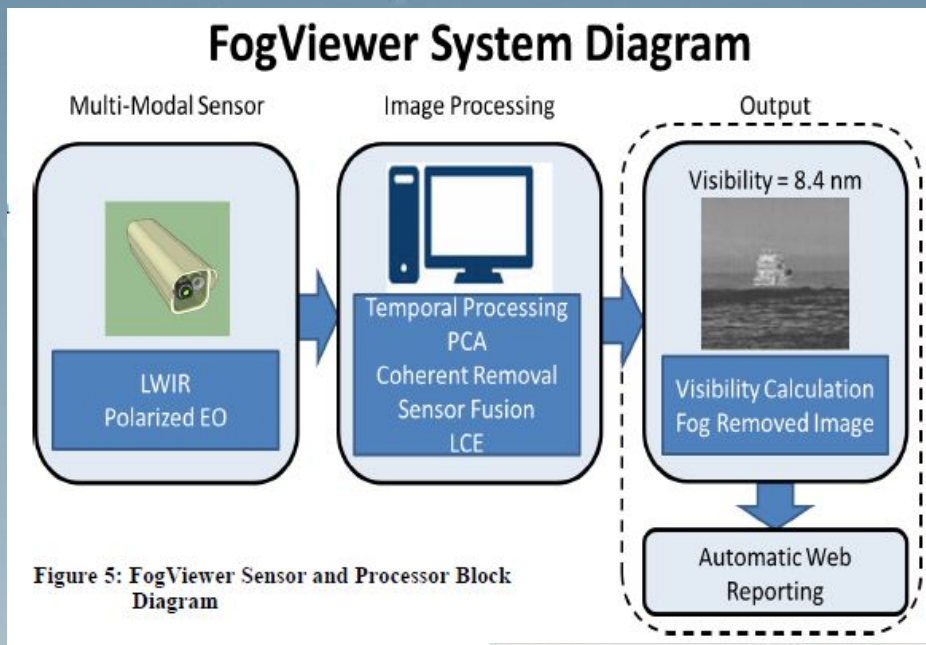 FogViewer System Diagram
Multi-Modal Sensor
Image Processing
Output
LWIR
Polarized EO
Temporal Processing
PCA
Coherent Removal
Sensor Fusion
LCE
Visibility = 8.4 nm
Visibility Calculation
Fog Removed Image
Automatic Web
Reporting
Figure 5: FogViewer Sensor and Processor Block
Diagram